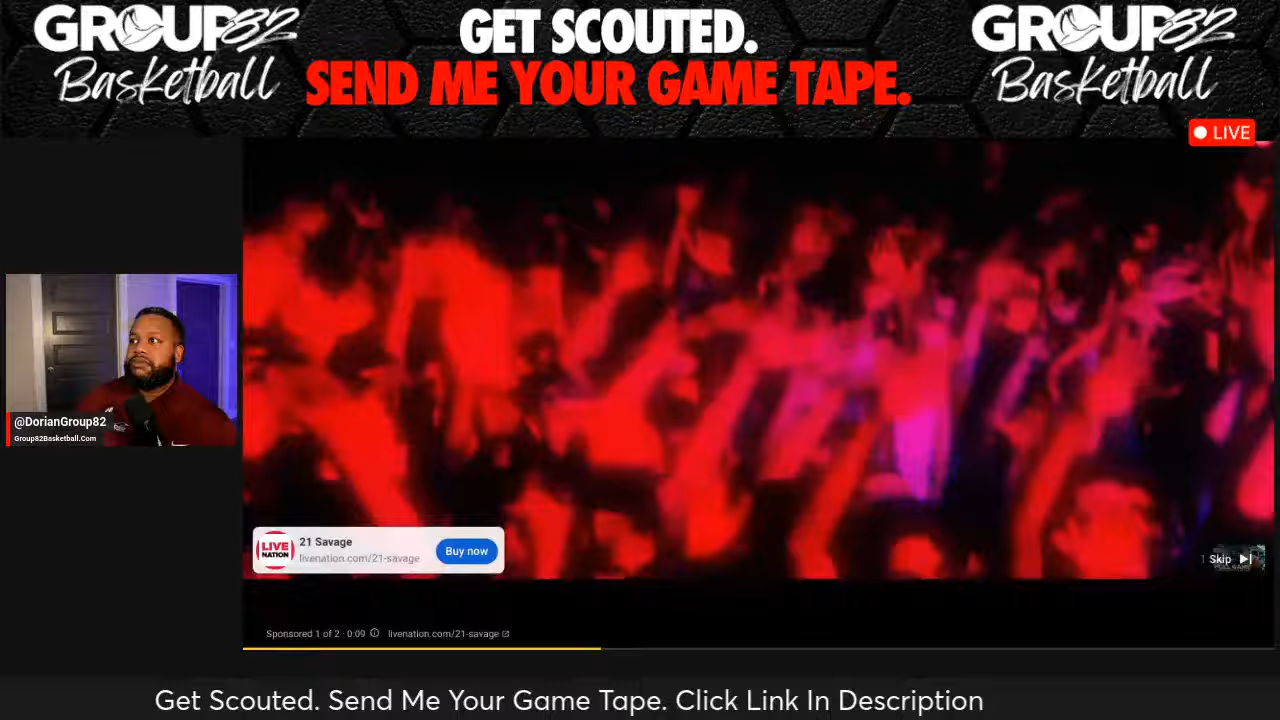 GROUP82
Basketball
GET SCOUTED.
SEND ME YOUR GAME TAPE.
GROUP82
Basketball
LIVE
@DorianGroup82
Group82Basketball.Com
LIVE NATION
21 Savage
livenation.com/21-savage
Buy now
Skip
Sponsored 1 of 2 · 0:09
livenation.com/21-savage
Get Scouted. Send Me Your Game Tape. Click Link In Description